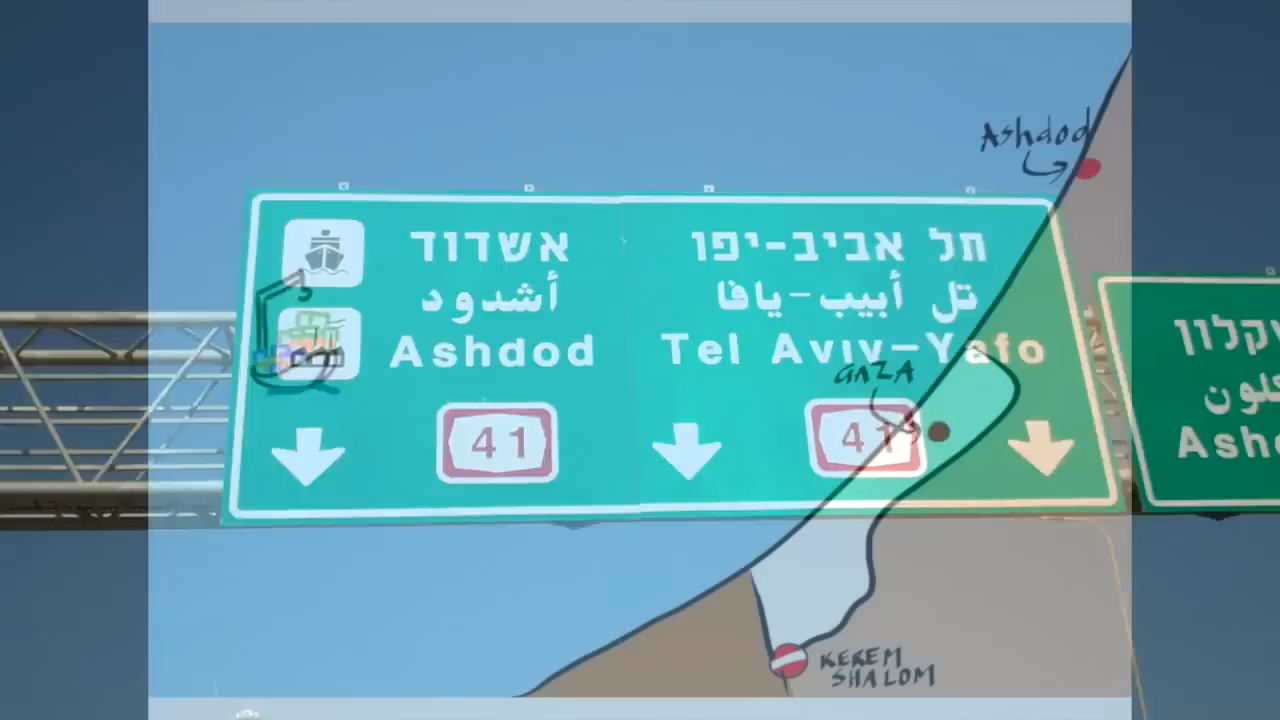 אשדוד
أشدود
Ashdod
41
תל אביב-יפו
تل أبيب-يافا
Tel Aviv-Yafo
41
Ashdod
GAZA
KEREM
SHALOM